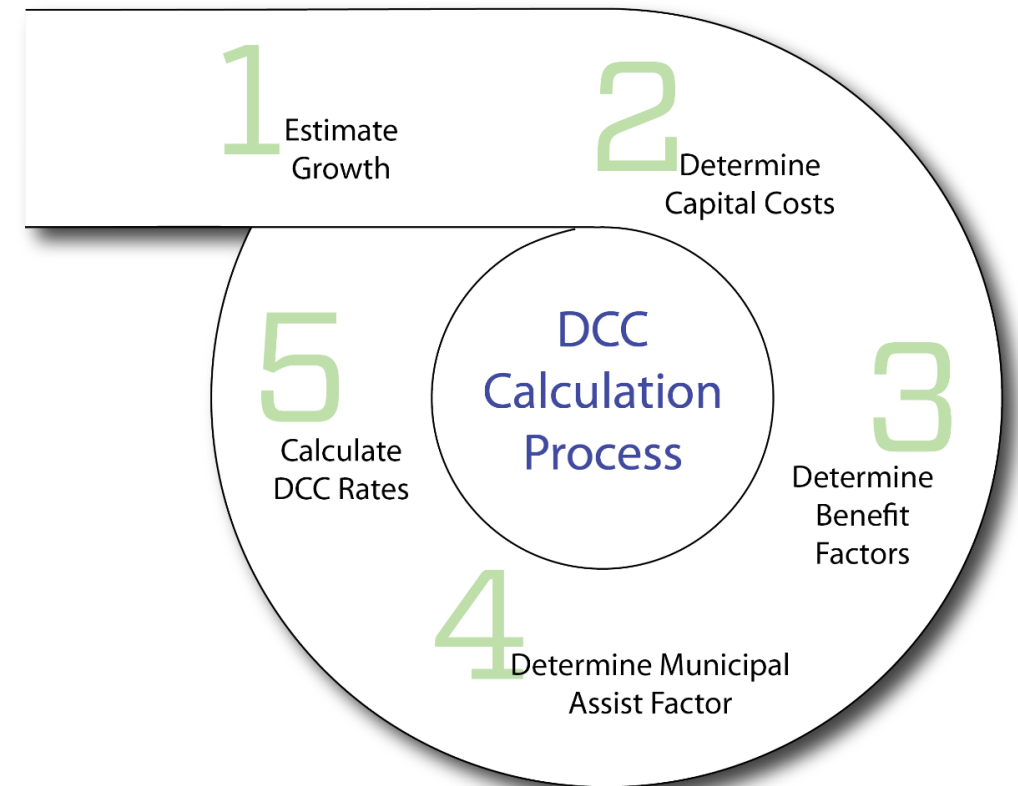 1
Estimate
Growth
2
Determine
Capital Costs
3
Determine
Benefit
Factors
4
Determine Municipal
Assist Factor
5
Calculate
DCC Rates
DCC
Calculation
Process